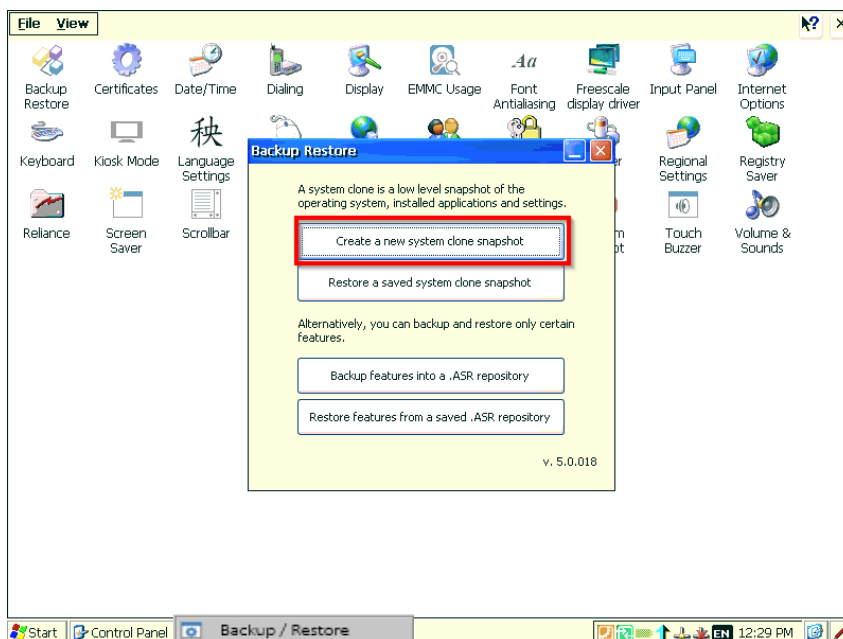 File View
Backup
Restore
Certificates
Date/Time
Dialing
Display
EMMC Usage
Font
Antialiasing
Freescale
display driver
Input Panel
Internet
Options
Keyboard
Kiosk Mode
秧
Language
Settings
Regional
Settings
Registry
Saver
Reliance
Screen
Saver
Scrollbar
Touch
Buzzer
Volume &
Sounds
Backup Restore
A system clone is a low level snapshot of the
operating system, installed applications and settings.
Create a new system clone snapshot
Restore a saved system clone snapshot
Alternatively, you can backup and restore only certain
features.
Backup features into a .ASR repository
Restore features from a saved .ASR repository
v. 5.0.018
Start Control Panel Backup / Restore EN 12:29 PM